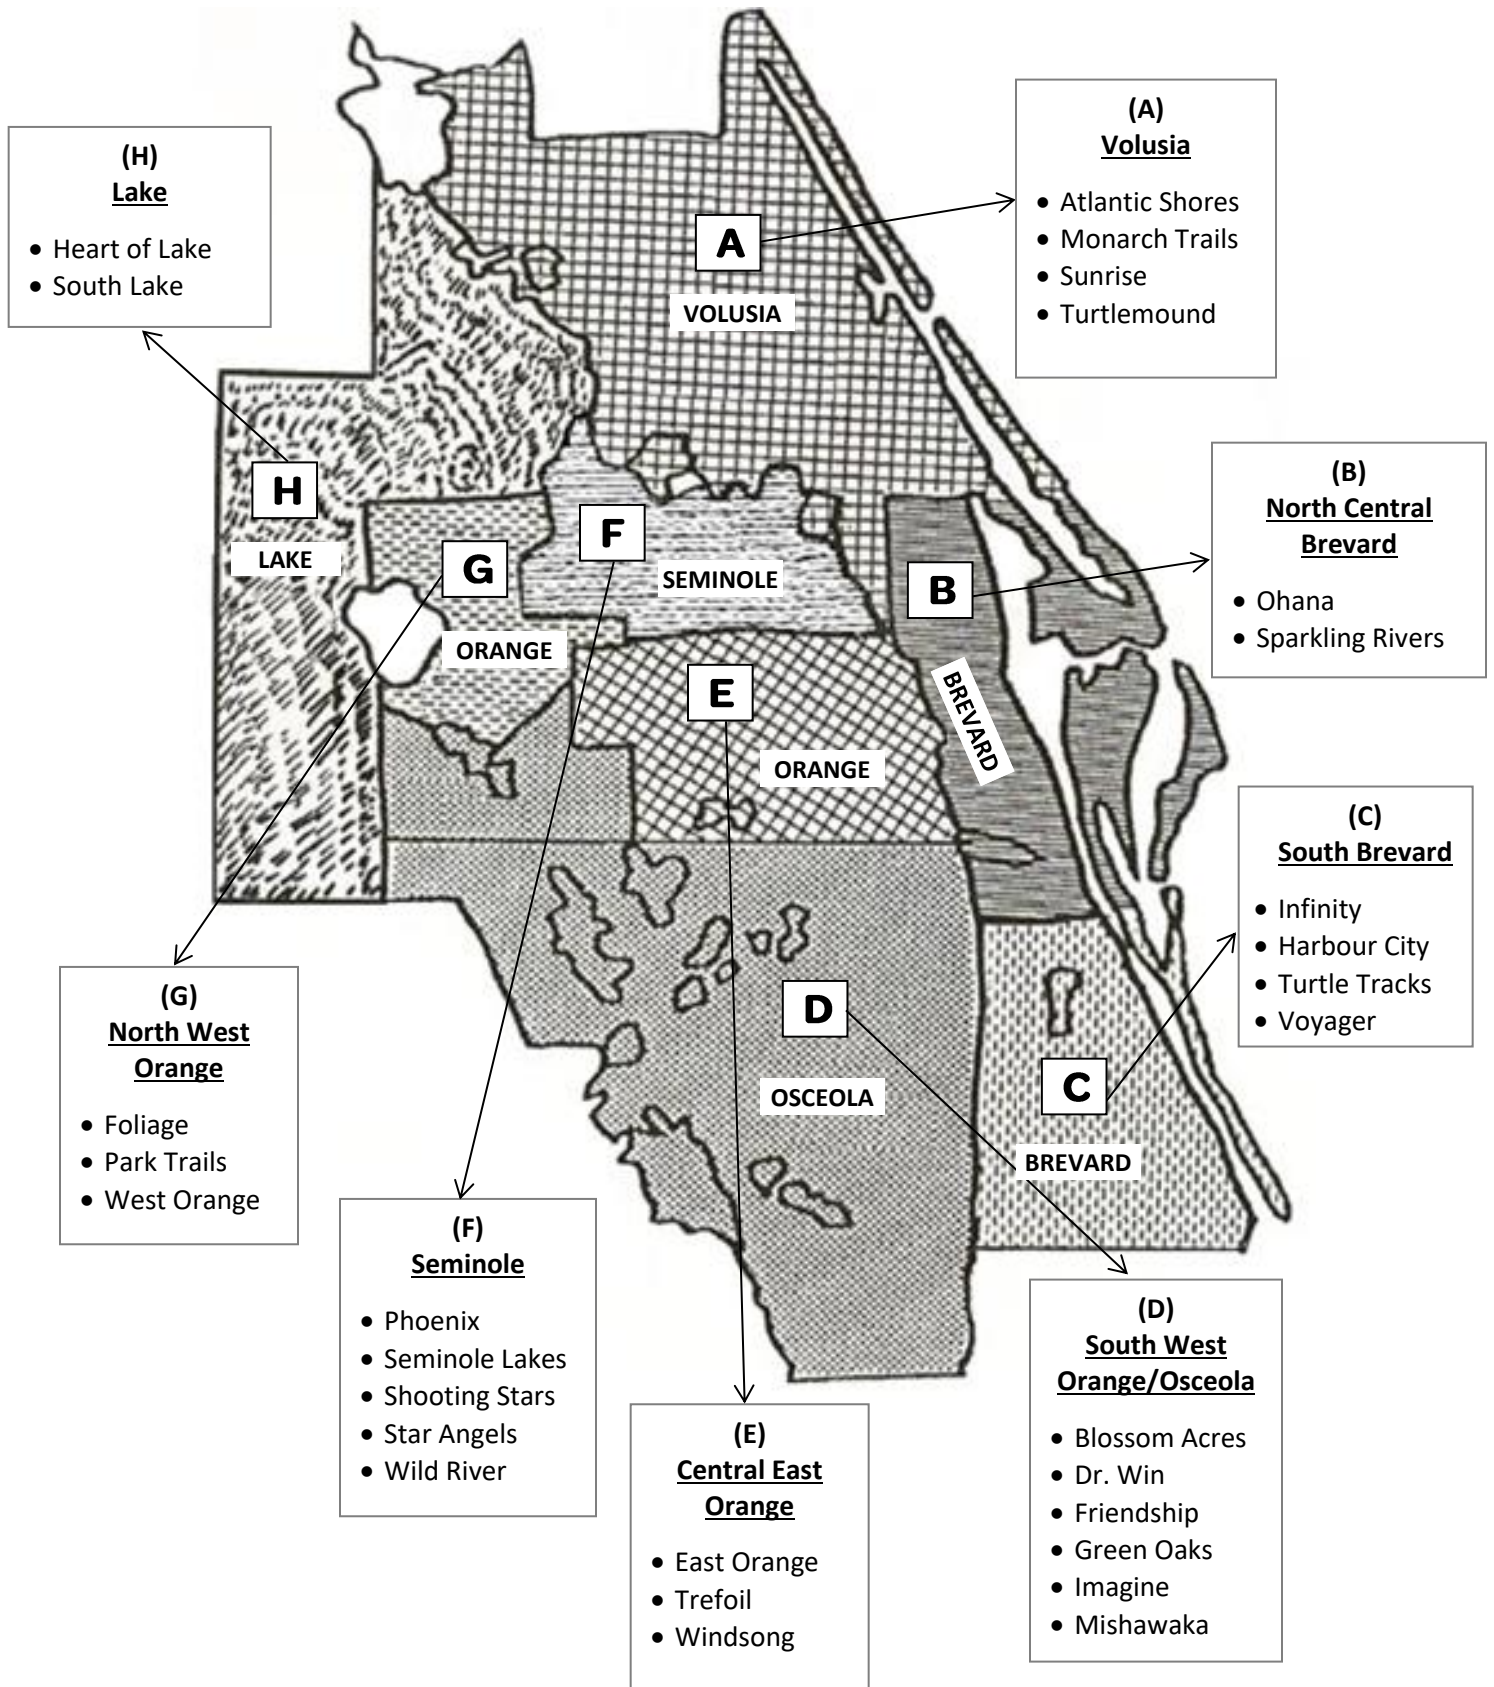 (A)
Volusia
• Atlantic Shores
• Monarch Trails
• Sunrise
• Turtlemound
(H)
Lake
• Heart of Lake
• South Lake
A
VOLUSIA
(B)
North Central
Brevard
• Ohana
• Sparkling Rivers
H
LAKE
G
ORANGE
F
SEMINOLE
B
BREVARD
E
ORANGE
(C)
South Brevard
• Infinity
• Harbour City
• Turtle Tracks
• Voyager
D
OSCEOLA
C
BREVARD
(G)
North West
Orange
• Foliage
• Park Trails
• West Orange
(F)
Seminole
• Phoenix
• Seminole Lakes
• Shooting Stars
• Star Angels
• Wild River
(E)
Central East
Orange
• East Orange
• Trefoil
• Windsong
(D)
South West
Orange/Osceola
• Blossom Acres
• Dr. Win
• Friendship
• Green Oaks
• Imagine
• Mishawaka